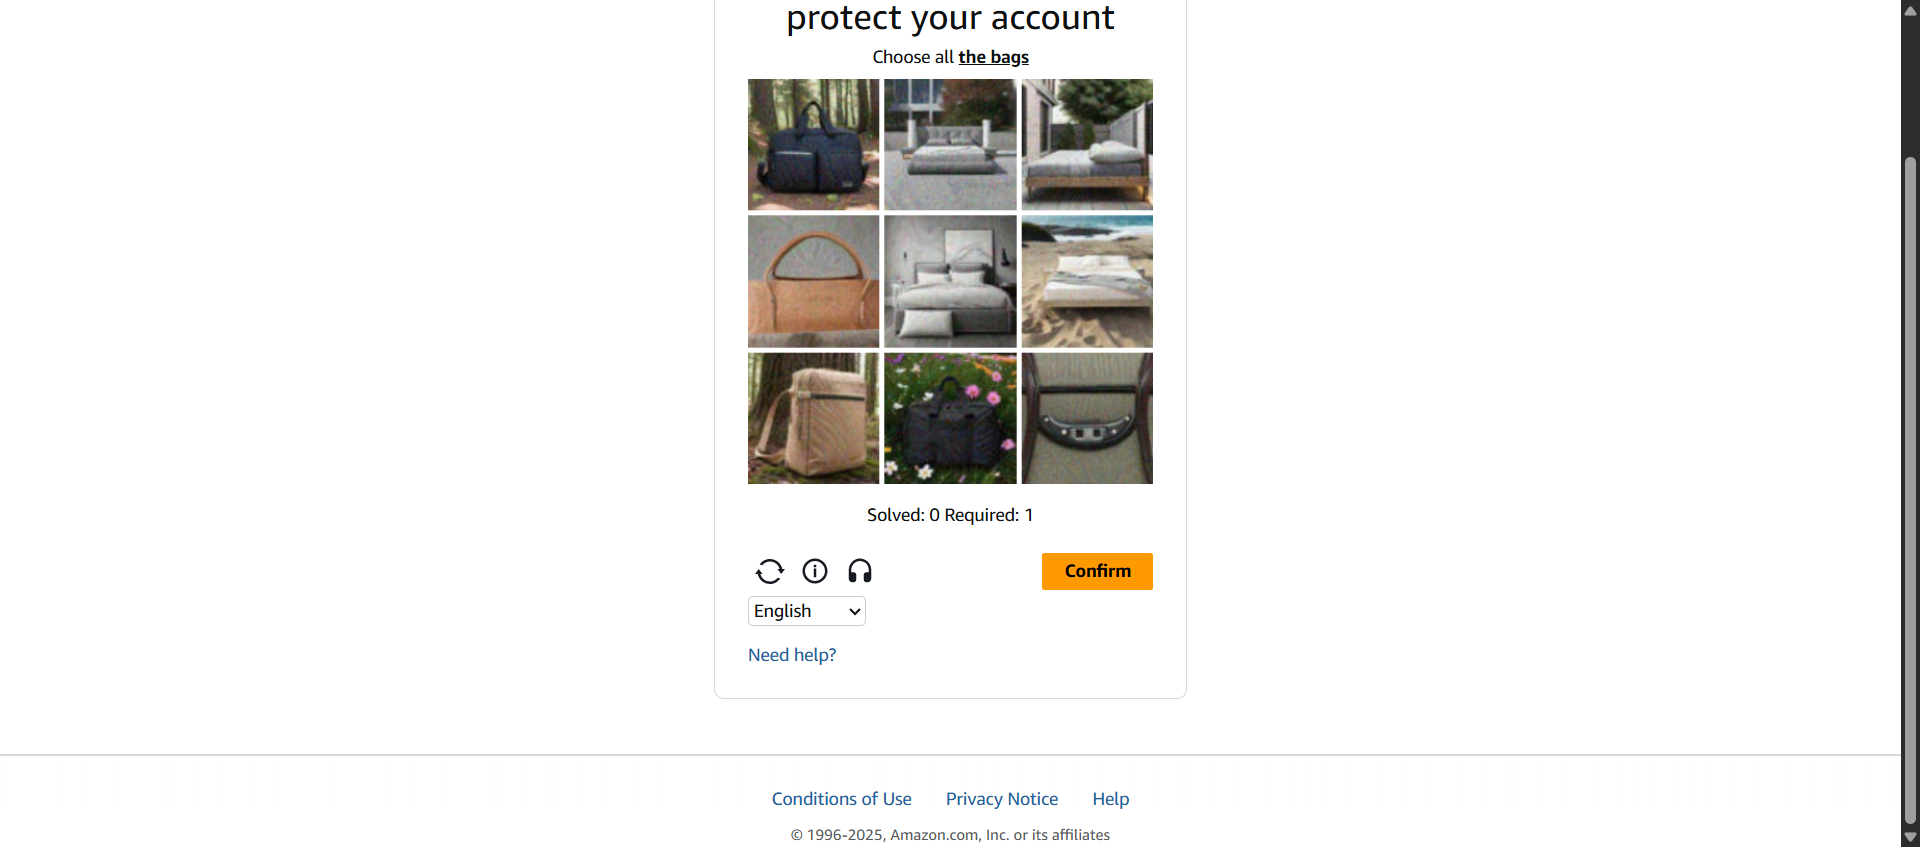 protect your account
Choose all the bags
Solved: 0 Required: 1
Confirm
English
Need help?
Conditions of Use Privacy Notice Help
© 1996-2025, Amazon.com, Inc. or its affiliates